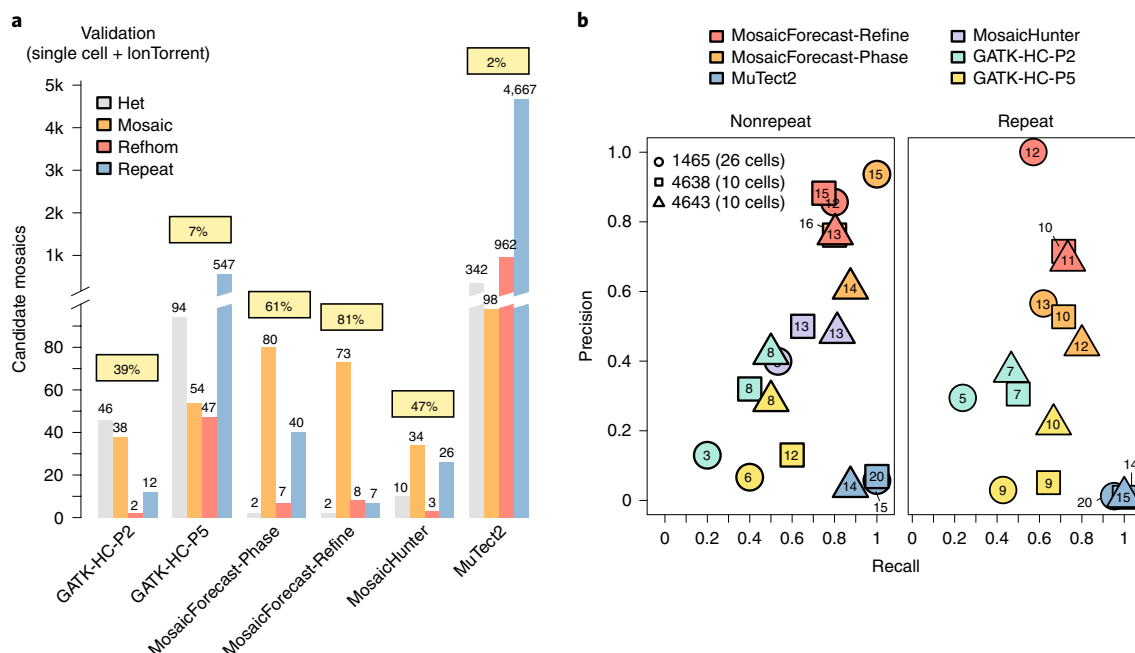 a
Validation
(single cell + IonTorrent)
Candidate mosaics
5k
4k
3k
2k
1k
80
60
40
20
0
Het
Mosaic
Refhom
Repeat
39%
46
38
2
12
7%
94
54
47
547
61%
2
80
7
40
81%
2
73
8
7
47%
10
34
3
26
2%
342
98
962
4,667
GATK-HC-P2
GATK-HC-P5
MosaicForecast-Phase
MosaicForecast-Refine
MosaicHunter
MuTect2
b
MosaicForecast-Refine
MosaicForecast-Phase
MuTect2
MosaicHunter
GATK-HC-P2
GATK-HC-P5
Nonrepeat
Repeat
1465 (26 cells)
4638 (10 cells)
4643 (10 cells)
Precision
1.0
0.8
0.6
0.4
0.2
0
15
15
12
16
13
14
13
13
8
8
8
3
6
12
14
20
15
12
10
11
13
10
12
7
7
5
10
9
9
20
15
14
0
0.2
0.4
0.6
0.8
1
0
0.2
0.4
0.6
0.8
1
Recall